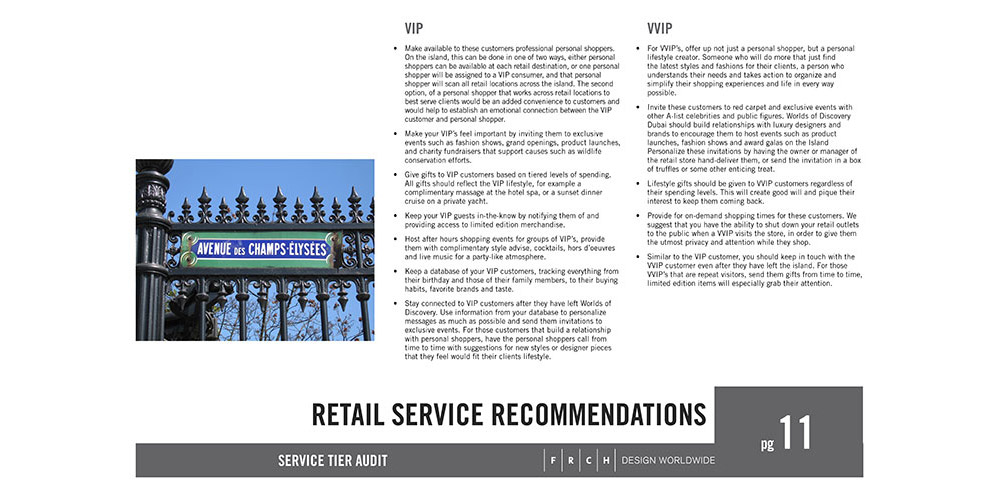 VIP
• Make available to these customers professional personal shoppers.
On the island, this can be done in one of two ways, either personal
shoppers can be available at each retail destination, or one personal
shopper will be assigned to a VIP consumer, and that personal
shopper will scan all retail locations across the island. The second
option, of a personal shopper that works across retail locations to
best serve clients would be an added convenience to customers and
would help to establish an emotional connection between the VIP
customer and personal shopper.
• Make your VIP's feel important by inviting them to exclusive
events such as fashion shows, grand openings, product launches,
and charity fundraisers that support causes such as wildlife
conservation efforts.
• Give gifts to VIP customers based on tiered levels of spending.
All gifts should reflect the VIP lifestyle, for example a
complimentary massage at the hotel spa, or a sunset dinner
cruise on a private yacht.
• Keep your VIP guests in-the-know by notifying them of and
providing access to limited edition merchandise.
• Host after hours shopping events for groups of VIP's, provide
them with complimentary style advise, cocktails, hors d'oeuvres
and live music for a party-like atmosphere.
• Keep a database of your VIP customers, tracking everything from
their birthday and those of their family members, to their buying
habits, favorite brands and taste.
• Stay connected to VIP customers after they have left Worlds of
Discovery. Use information from your database to personalize
messages as much as possible and send them invitations to
exclusive events. For those customers that build a relationship
with personal shoppers, have the personal shoppers call from
time to time with suggestions for new styles or designer pieces
that they feel would fit their clients lifestyle.
VVIP
• For VVIP's, offer up not just a personal shopper, but a personal
lifestyle creator. Someone who will do more that just find
the latest styles and fashions for their clients, a person who
understands their needs and takes action to organize and
simplify their shopping experiences and life in every way
possible.
• Invite these customers to red carpet and exclusive events with
other A-list celebrities and public figures. Worlds of Discovery
Dubai should build relationships with luxury designers and
brands to encourage them to host events such as product
launches, fashion shows and award galas on the Island
Personalize these invitations by having the owner or manager of
the retail store hand-deliver them, or send the invitation in a box
of truffles or some other enticing treat.
• Lifestyle gifts should be given to VVIP customers regardless of
their spending levels. This will create good will and pique their
interest to keep them coming back.
• Provide for on-demand shopping times for these customers. We
suggest that you have the ability to shut down your retail outlets
to the public when a VVIP visits the store, in order to give them
the utmost privacy and attention while they shop.
• Similar to the VIP customer, you should keep in touch with the
VVIP customer even after they have left the island. For those
VVIP's that are repeat visitors, send them gifts from time to time,
limited edition items will especially grab their attention.
AVENUE DES CHAMPS-ÉLYSÉES
RETAIL SERVICE RECOMMENDATIONS
pg 11
SERVICE TIER AUDIT
F R C H DESIGN WORLDWIDE